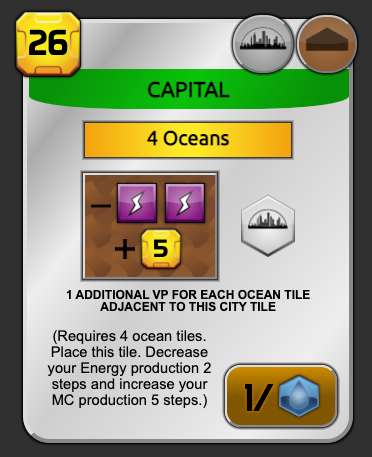 26
CAPITAL
4 Oceans
−
+ 5
1 ADDITIONAL VP FOR EACH OCEAN TILE
ADJACENT TO THIS CITY TILE
(Requires 4 ocean tiles.
Place this tile. Decrease
your Energy production 2
steps and increase your
MC production 5 steps.)
1/